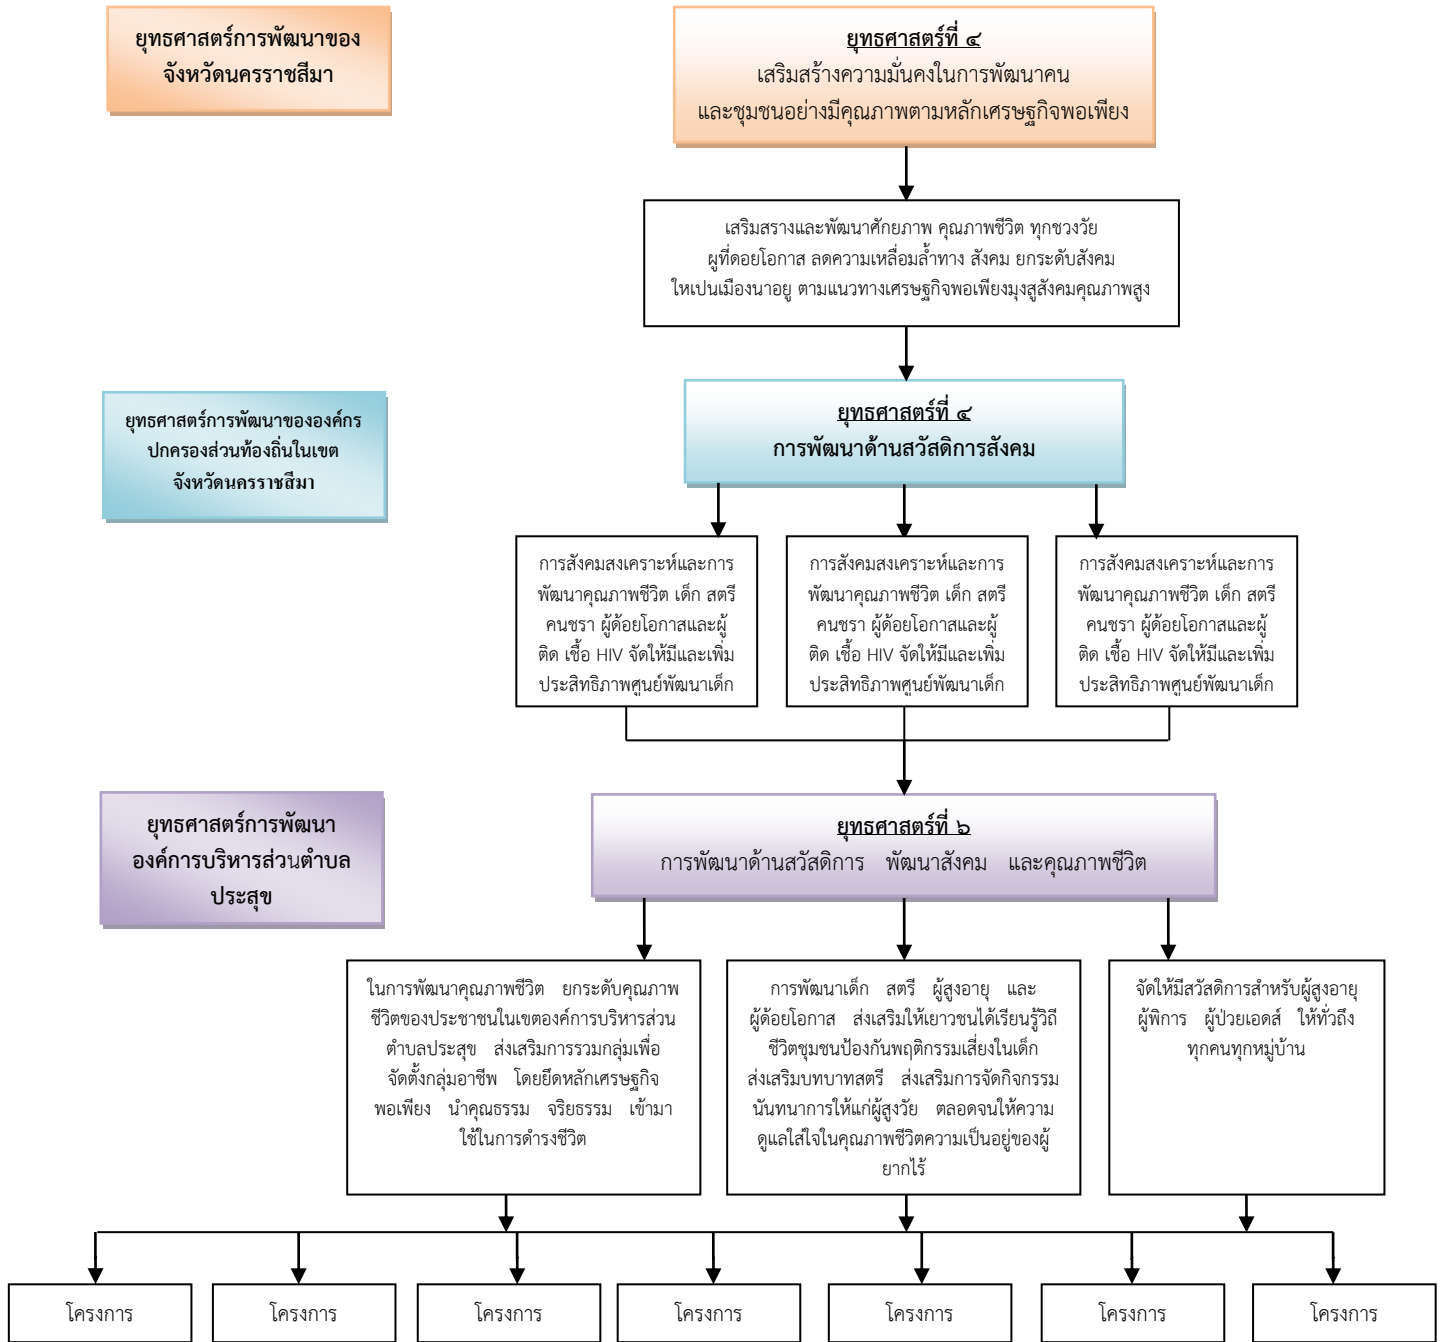 ยุทธศาสตร์การพัฒนาของ
จังหวัดนครราชสีมา
ยุทธศาสตร์ที่ ๔
เสริมสร้างความมั่นคงในการพัฒนาคน
และชุมชนอย่างมีคุณภาพตามหลักเศรษฐกิจพอเพียง
เสริมสรางและพัฒนาศักยภาพ คุณภาพชีวิต ทุกชวงวัย
ผูที่ดอยโอกาส ลดความเหลื่อมล้ำทาง สังคม ยกระดับสังคม
ใหเปนเมืองนาอยู ตามแนวทางเศรษฐกิจพอเพียงมุงสูสังคมคุณภาพสูง
ยุทธศาสตร์การพัฒนาขององค์กร
ปกครองส่วนท้องถิ่นในเขต
จังหวัดนครราชสีมา
ยุทธศาสตร์ที่ ๔
การพัฒนาด้านสวัสดิการสังคม
การสังคมสงเคราะห์และการ
พัฒนาคุณภาพชีวิต เด็ก สตรี
คนชรา ผู้ด้อยโอกาสและผู้
ติด เชื้อ HIV จัดให้มีและเพิ่ม
ประสิทธิภาพศูนย์พัฒนาเด็ก
การสังคมสงเคราะห์และการ
พัฒนาคุณภาพชีวิต เด็ก สตรี
คนชรา ผู้ด้อยโอกาสและผู้
ติด เชื้อ HIV จัดให้มีและเพิ่ม
ประสิทธิภาพศูนย์พัฒนาเด็ก
การสังคมสงเคราะห์และการ
พัฒนาคุณภาพชีวิต เด็ก สตรี
คนชรา ผู้ด้อยโอกาสและผู้
ติด เชื้อ HIV จัดให้มีและเพิ่ม
ประสิทธิภาพศูนย์พัฒนาเด็ก
ยุทธศาสตร์การพัฒนา
องค์การบริหารส่วนตำบล
ประสุข
ยุทธศาสตร์ที่ ๖
การพัฒนาด้านสวัสดิการ พัฒนาสังคม และคุณภาพชีวิต
ในการพัฒนาคุณภาพชีวิต ยกระดับคุณภาพ
ชีวิตของประชาชนในเขตองค์การบริหารส่วน
ตำบลประสุข ส่งเสริมการรวมกลุ่มเพื่อ
จัดตั้งกลุ่มอาชีพ โดยยึดหลักเศรษฐกิจ
พอเพียง นำคุณธรรม จริยธรรม เข้ามา
ใช้ในการดำรงชีวิต
การพัฒนาเด็ก สตรี ผู้สูงอายุ และ
ผู้ด้อยโอกาส ส่งเสริมให้เยาวชนได้เรียนรู้วิถี
ชีวิตชุมชนป้องกันพฤติกรรมเสี่ยงในเด็ก
ส่งเสริมบทบาทสตรี ส่งเสริมการจัดกิจกรรม
นันทนาการให้แก่ผู้สูงวัย ตลอดจนให้ความ
ดูแลใส่ใจในคุณภาพชีวิตความเป็นอยู่ของผู้
ยากไร้
จัดให้มีสวัสดิการสำหรับผู้สูงอายุ
ผู้พิการ ผู้ป่วยเอดส์ ให้ทั่วถึง
ทุกคนทุกหมู่บ้าน
โครงการ
โครงการ
โครงการ
โครงการ
โครงการ
โครงการ
โครงการ